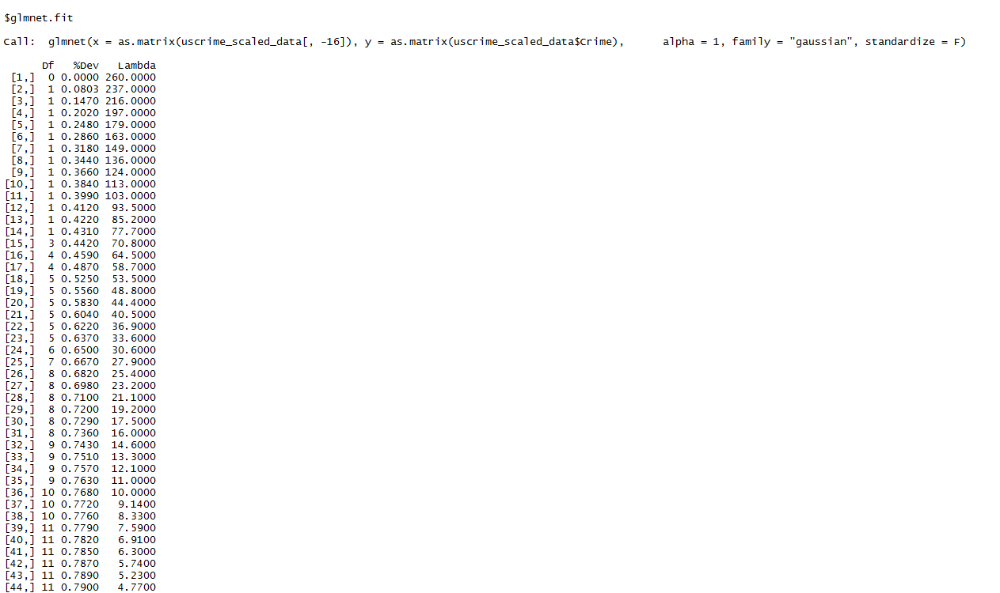 $glmnet.fit
Call:  glmnet(x = as.matrix(uscrime_scaled_data[, -16]), y = as.matrix(uscrime_scaled_data$Crime),      alpha = 1, family = "gaussian", standardize = F)
      Df   %Dev   Lambda
 [1,]  0 0.0000 260.0000
 [2,]  1 0.0803 237.0000
 [3,]  1 0.1470 216.0000
 [4,]  1 0.2020 197.0000
 [5,]  1 0.2480 179.0000
 [6,]  1 0.2860 163.0000
 [7,]  1 0.3180 149.0000
 [8,]  1 0.3440 136.0000
 [9,]  1 0.3660 124.0000
[10,]  1 0.3840 113.0000
[11,]  1 0.3990 103.0000
[12,]  1 0.4120  93.5000
[13,]  1 0.4220  85.2000
[14,]  1 0.4310  77.7000
[15,]  3 0.4420  70.8000
[16,]  4 0.4590  64.5000
[17,]  4 0.4870  58.7000
[18,]  5 0.5250  53.5000
[19,]  5 0.5560  48.8000
[20,]  5 0.5830  44.4000
[21,]  5 0.6040  40.5000
[22,]  5 0.6220  36.9000
[23,]  5 0.6370  33.6000
[24,]  6 0.6500  30.6000
[25,]  7 0.6670  27.9000
[26,]  8 0.6820  25.4000
[27,]  8 0.6980  23.2000
[28,]  8 0.7100  21.1000
[29,]  8 0.7200  19.2000
[30,]  8 0.7290  17.5000
[31,]  8 0.7360  16.0000
[32,]  9 0.7430  14.6000
[33,]  9 0.7510  13.3000
[34,]  9 0.7570  12.1000
[35,]  9 0.7630  11.0000
[36,] 10 0.7680  10.0000
[37,] 10 0.7720   9.1400
[38,] 10 0.7760   8.3300
[39,] 11 0.7790   7.5900
[40,] 11 0.7820   6.9100
[41,] 11 0.7850   6.3000
[42,] 11 0.7870   5.7400
[43,] 11 0.7890   5.2300
[44,] 11 0.7900   4.7700